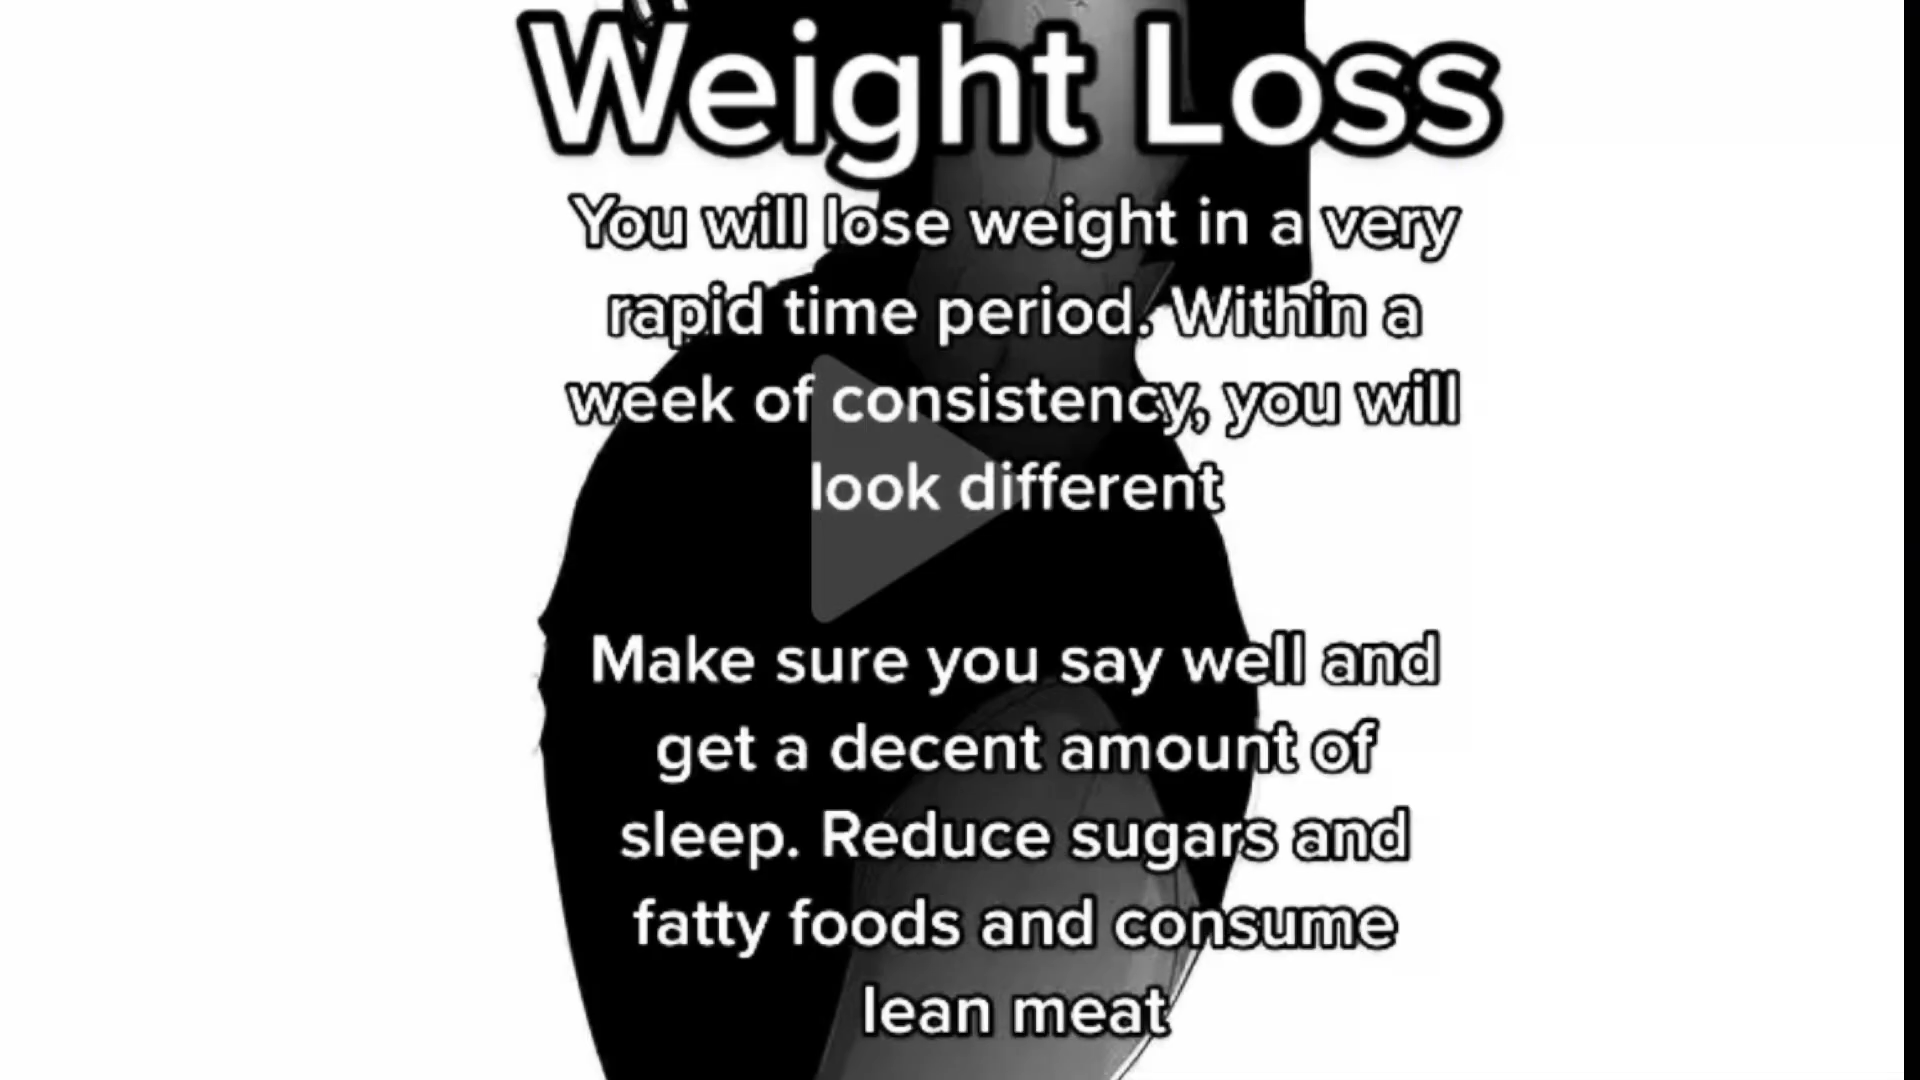 Weight Loss
You will lose weight in a very
rapid time period. Within a
week of consistency, you will
look different
Make sure you say well and
get a decent amount of
sleep. Reduce sugars and
fatty foods and consume
lean meat